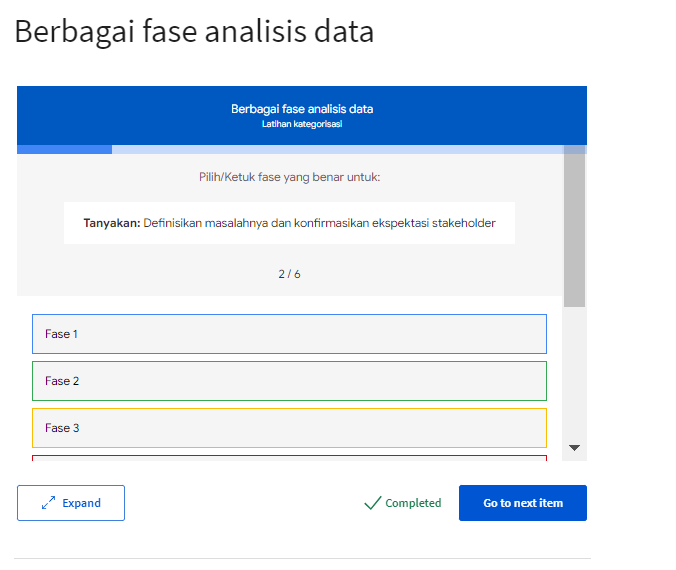 Berbagai fase analisis data
Berbagai fase analisis data
Latihan kategorisasi
Pilih/Ketuk fase yang benar untuk:
Tanyakan: Definisikan masalahnya dan konfirmasikan ekspektasi stakeholder
2 / 6
Fase 1
Fase 2
Fase 3
Expand
Completed
Go to next item